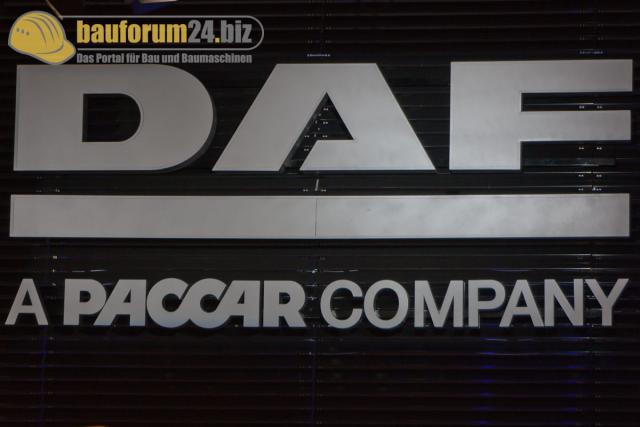 bauforum24.biz
Das Portal für Bau und Baumaschinen
DAF
A PACCAR COMPANY